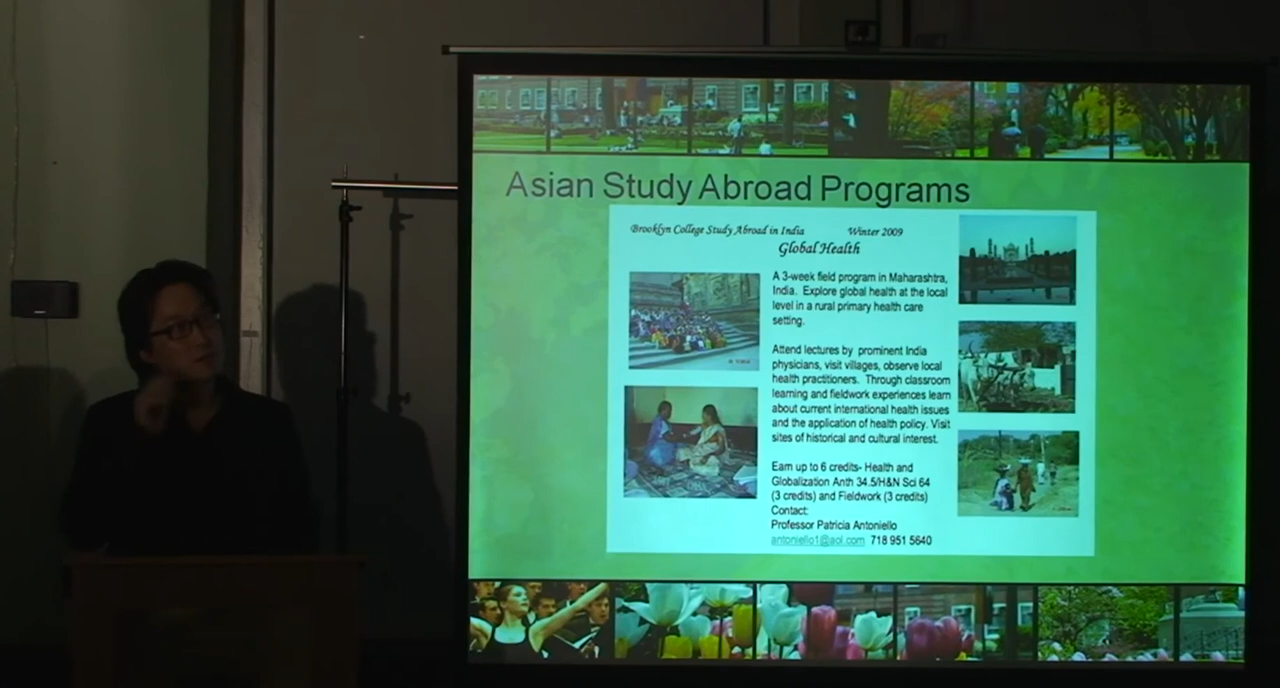 Asian Study Abroad Programs
Brooklyn College Study Abroad in India Winter 2009
Global Health
A 3-week field program in Maharashtra,
India. Explore global health at the local
level in a rural primary health care
setting.
Attend lectures by prominent India
physicians, visit villages, observe local
health practitioners. Through classroom
learning and fieldwork experiences learn
about current international health issues
and the application of health policy. Visit
sites of historical and cultural interest.
Earn up to 6 credits- Health and
Globalization Anth 34.5/H&N Sci 64
(3 credits) and Fieldwork (3 credits)
Contact:
Professor Patricia Antoniello
antoniello1@aol.com 718 951 5640